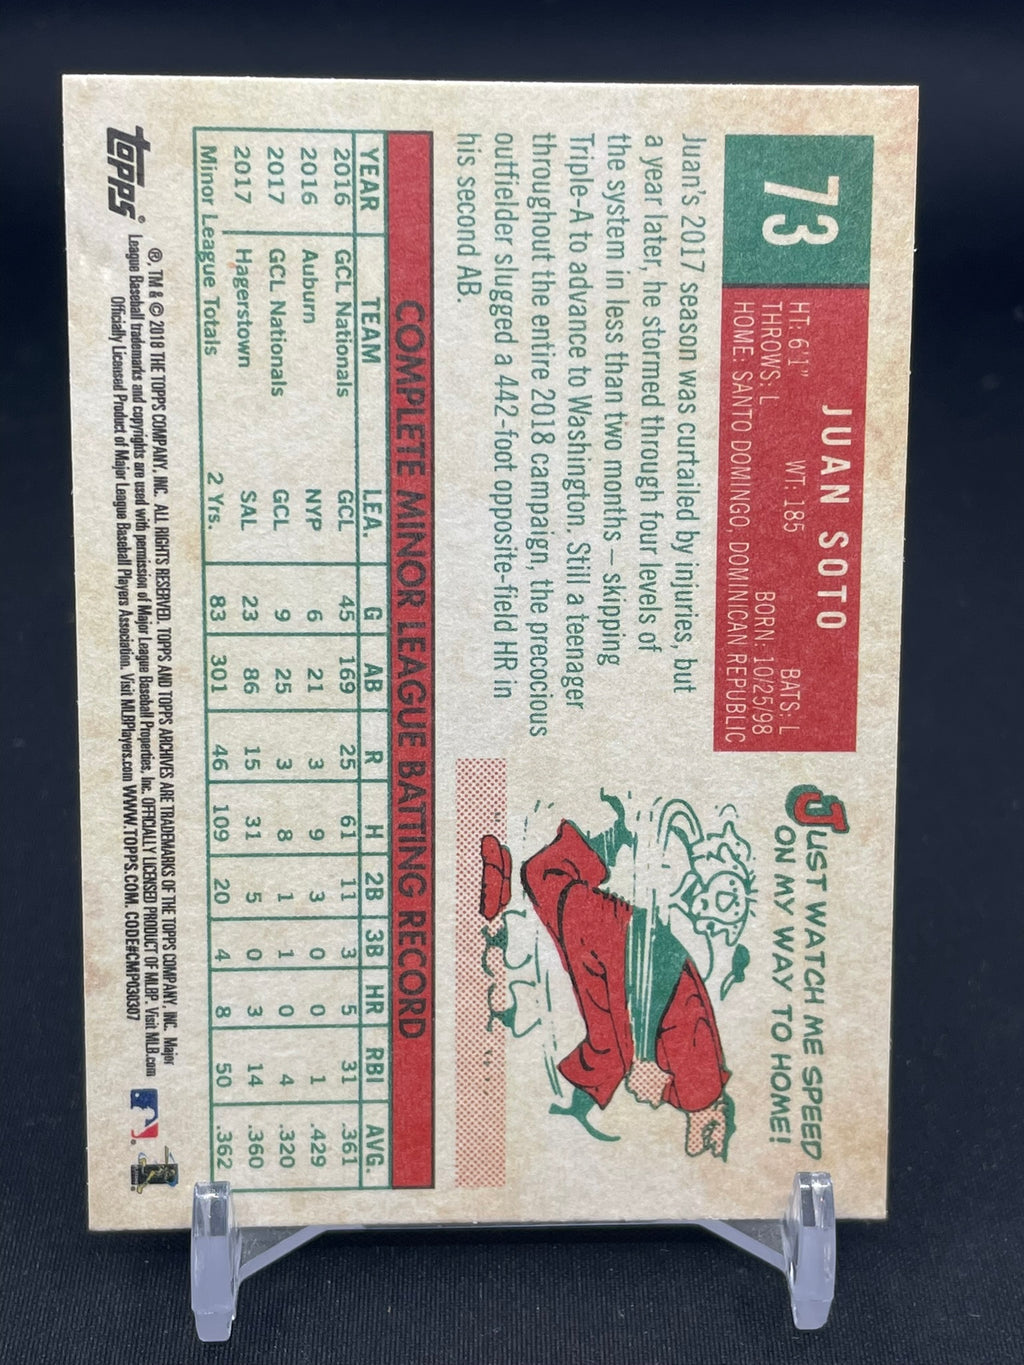 73
JUAN SOTO
HT: 6'1" WT: 185 BATS: L
THROWS: L BORN: 10/25/98
HOME: SANTO DOMINGO, DOMINICAN REPUBLIC
Juan's 2017 season was curtailed by injuries, but
a year later, he stormed through four levels of
the system in less than two months – skipping
Triple-A to advance to Washington. Still a teenager
throughout the entire 2018 campaign, the precocious
outfielder slugged a 442-foot opposite-field HR in
his second AB.
JUST WATCH ME SPEED
ON MY WAY TO HOME!
COMPLETE MINOR LEAGUE BATTING RECORD
YEAR TEAM LEA. G AB R H 2B 3B HR RBI AVG.
2016 GCL Nationals GCL 45 169 25 61 11 3 5 31 .361
2016 Auburn NYP 6 21 3 9 3 0 0 1 .429
2017 GCL Nationals GCL 9 25 3 8 1 1 0 4 .320
2017 Hagerstown SAL 23 86 15 31 5 0 3 14 .360
Minor League Totals 2 Yrs. 83 301 46 109 20 4 8 50 .362
topps®
®, TM & © 2018 THE TOPPS COMPANY, INC. ALL RIGHTS RESERVED. TOPPS AND TOPPS ARCHIVES ARE TRADEMARKS OF THE TOPPS COMPANY, INC. Major
League Baseball trademarks and copyrights are used with permission of Major League Baseball Properties, Inc. OFFICIALLY LICENSED PRODUCT OF MLBP. Visit MLB.com
Officially Licensed Product of Major League Baseball Players Association. Visit MLBPlayers.com WWW.TOPPS.COM. CODE#CMP030307